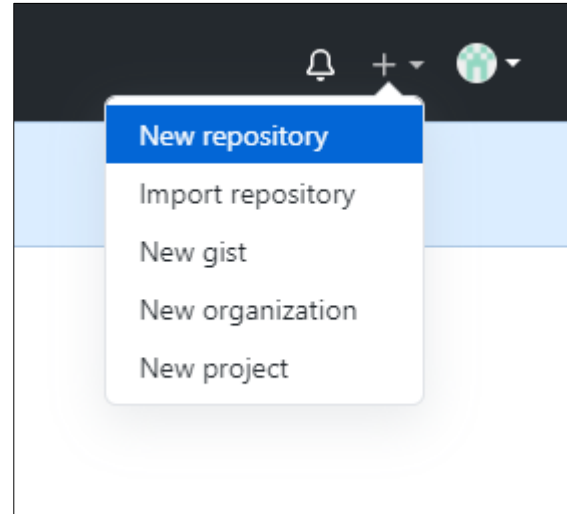 New repository
Import repository
New gist
New organization
New project